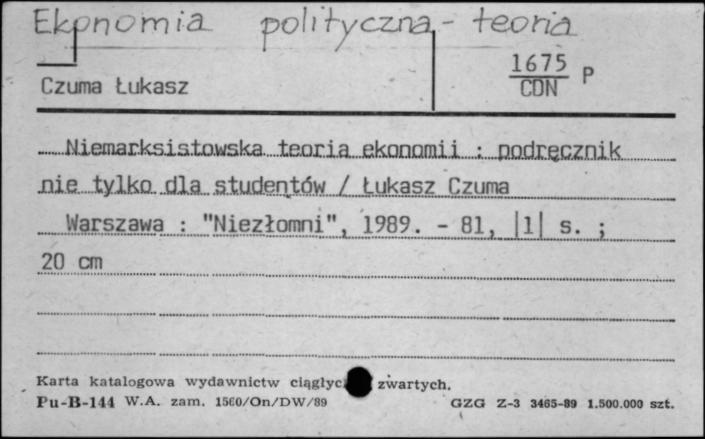 Ekonomia polityczna - teoria
1675
CDN
P
Czuma Łukasz
Niemarksistowska teoria ekonomii : podręcznik
nie tylko dla studentów / Łukasz Czuma
Warszawa : "Niezłomni", 1989. - 81, |1| s. ;
20 cm
Karta katalogowa wydawnictw ciągłyc zwartych.
Pu-B-144 W.A. zam. 1560/On/DW/89 GZG Z-3 3465-89 1.500.000 szt.